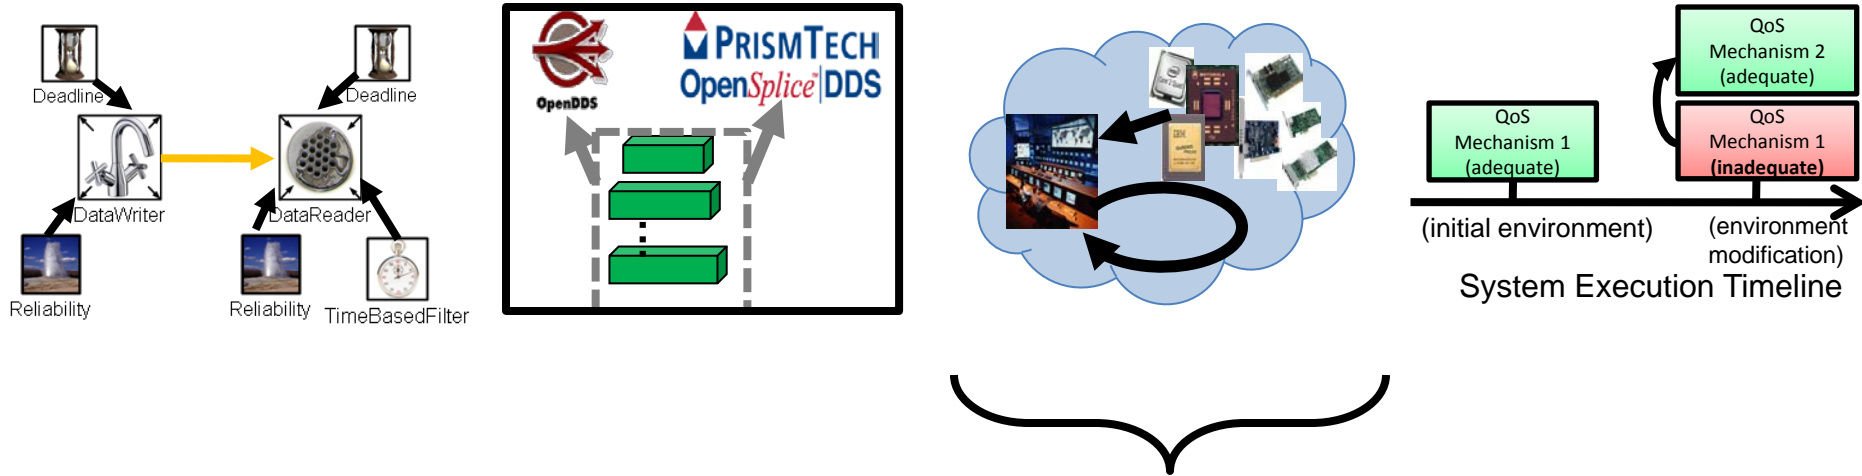 Deadline
Deadline
DataWriter
DataReader
Reliability
Reliability
TimeBasedFilter
OpenDDS
PRISMTECH
OpenSplice™|DDS
QoS
Mechanism 1
(adequate)
QoS
Mechanism 2
(adequate)
QoS
Mechanism 1
(inadequate)
(initial environment)
(environment
modification)
System Execution Timeline